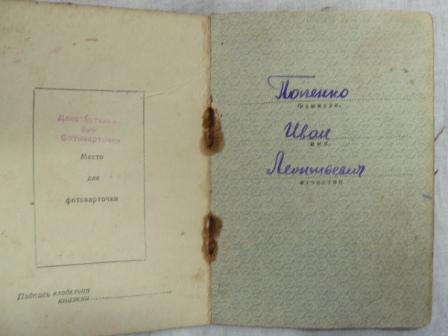 Действительно
без
фотокарточки
Место
для
фотокарточки
Подпись владельца
книжки
Попенко
Фамилия.
Иван
имя.
Леонтьевич
отчество